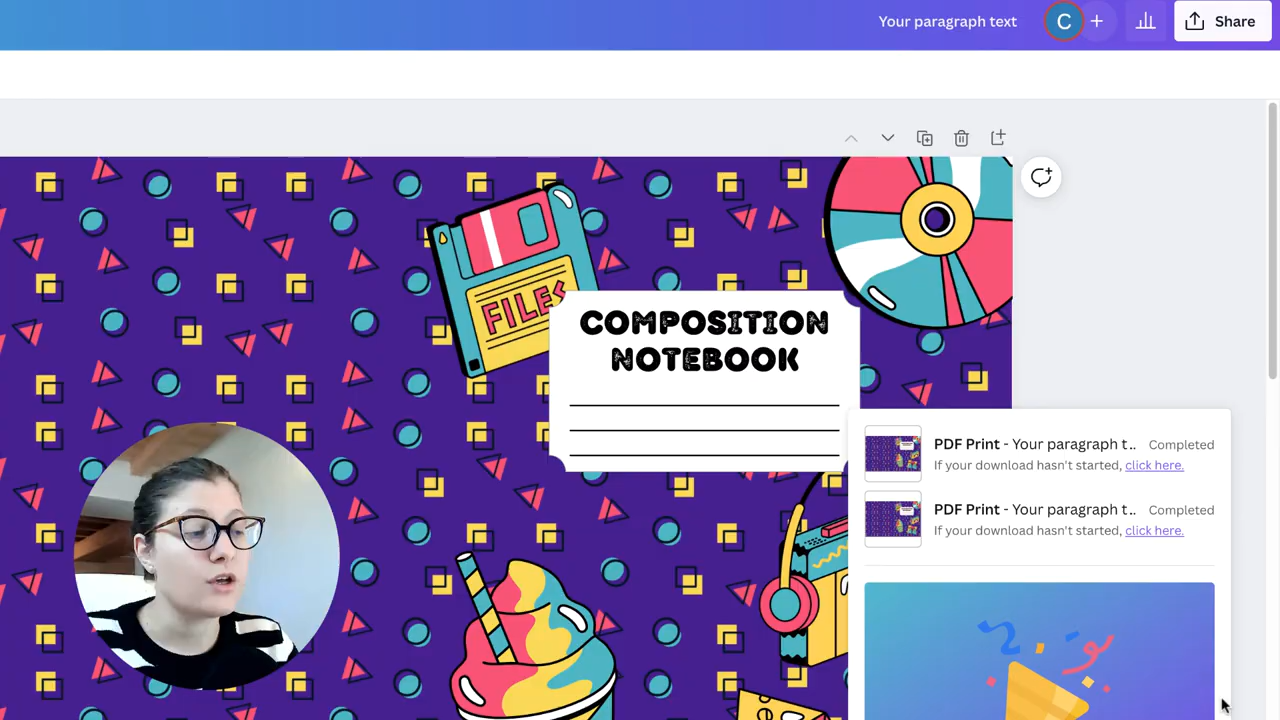 Your paragraph text
C
Share
FILES
COMPOSITION
NOTEBOOK
PDF Print - Your paragraph t.. Completed
If your download hasn't started, click here.
PDF Print - Your paragraph t.. Completed
If your download hasn't started, click here.